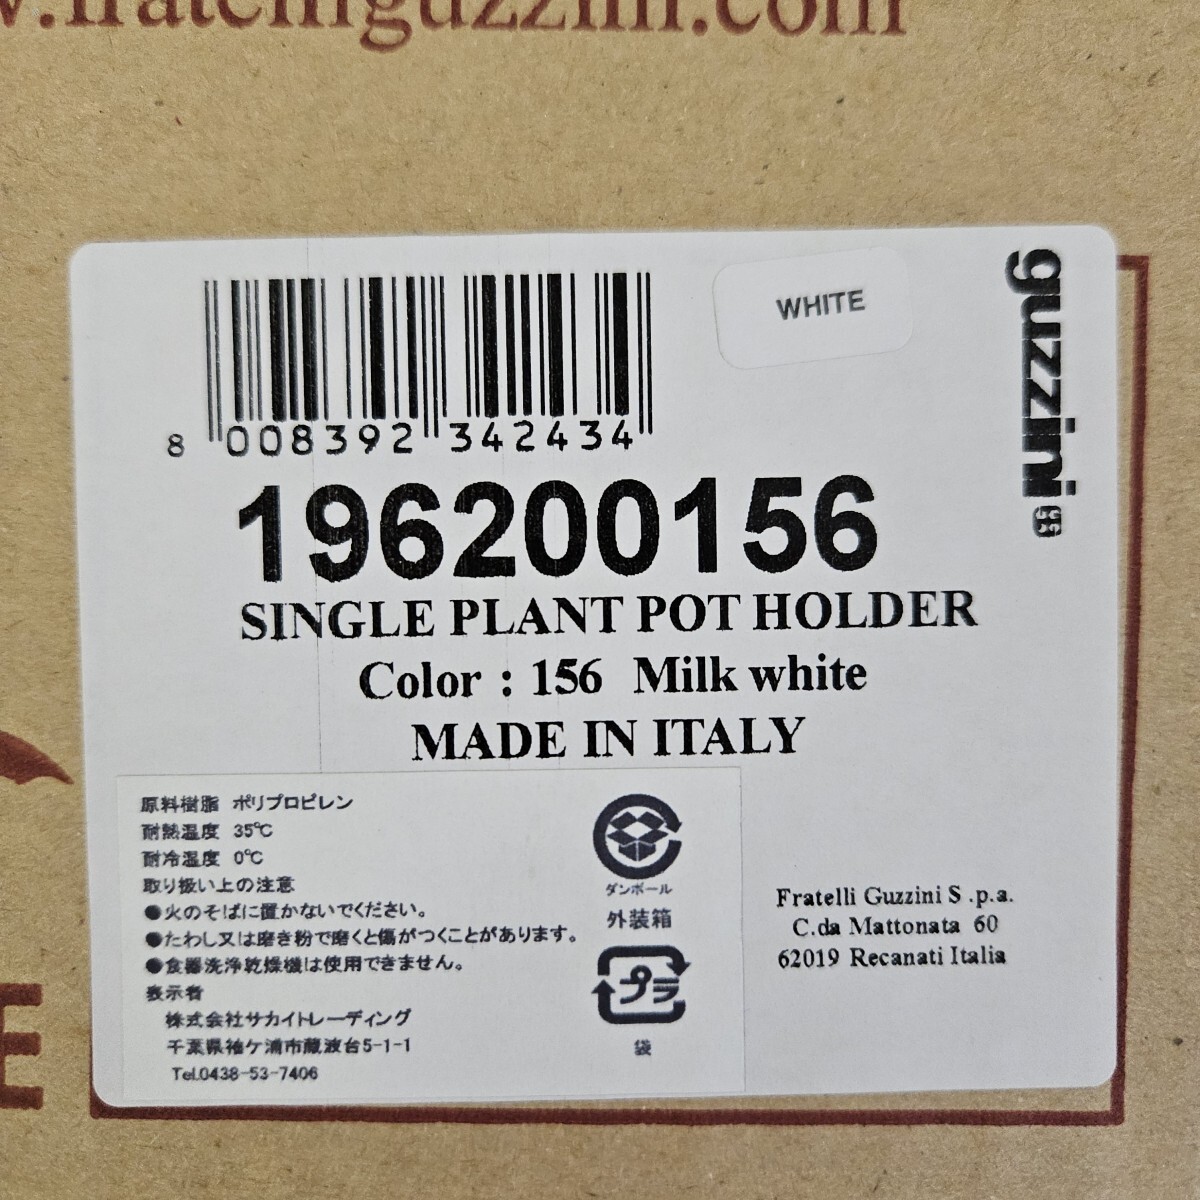 w.fratelliguzzini.com
WHITE
guzzini
8 008392 342434
196200156
SINGLE PLANT POT HOLDER
Color : 156 Milk white
MADE IN ITALY
原料樹脂 ポリプロピレン
耐熱温度 35℃
耐冷温度 0℃
取り扱い上の注意
●火のそばに置かないでください。
●たわし又は磨き粉で磨くと傷がつくことがあります。
●食器洗浄乾燥機は使用できません。
表示者
株式会社サカイトレーディング
千葉県袖ケ浦市蔵波台5-1-1
Tel.0438-53-7406
ダンボール
外装箱
プラ
袋
Fratelli Guzzini S .p.a.
C.da Mattonata 60
62019 Recanati Italia
E